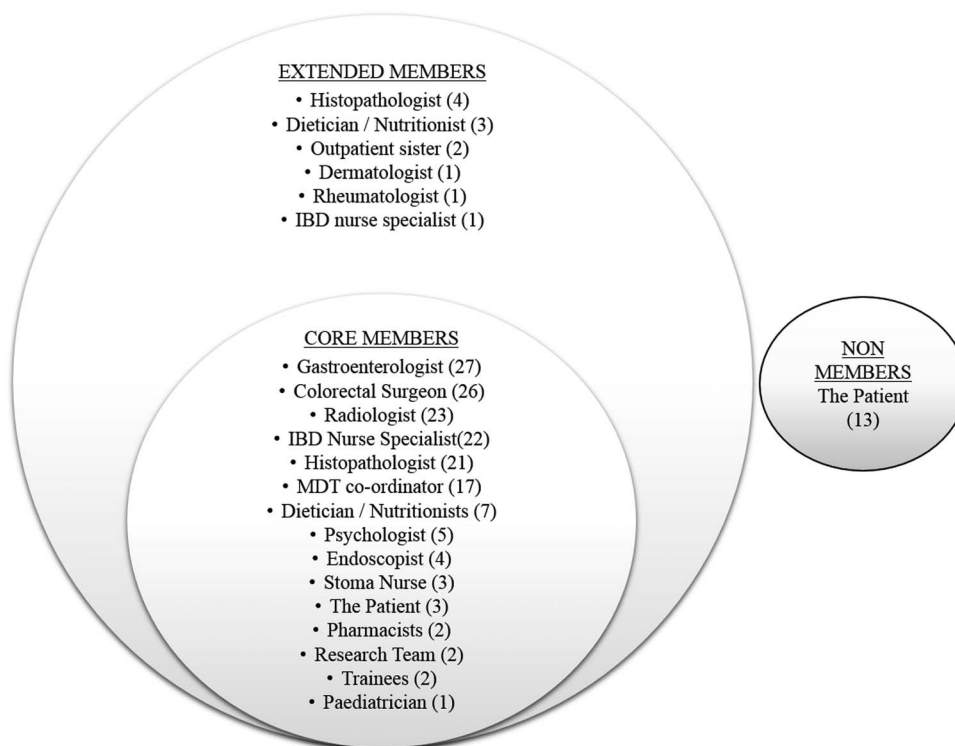 EXTENDED MEMBERS
• Histopathologist (4)
• Dietician / Nutritionist (3)
• Outpatient sister (2)
• Dermatologist (1)
• Rheumatologist (1)
• IBD nurse specialist (1)
CORE MEMBERS
• Gastroenterologist (27)
• Colorectal Surgeon (26)
• Radiologist (23)
• IBD Nurse Specialist(22)
• Histopathologist (21)
• MDT co-ordinator (17)
• Dietician / Nutritionists (7)
• Psychologist (5)
• Endoscopist (4)
• Stoma Nurse (3)
• The Patient (3)
• Pharmacists (2)
• Research Team (2)
• Trainees (2)
• Paediatrician (1)
NON
MEMBERS
The Patient
(13)